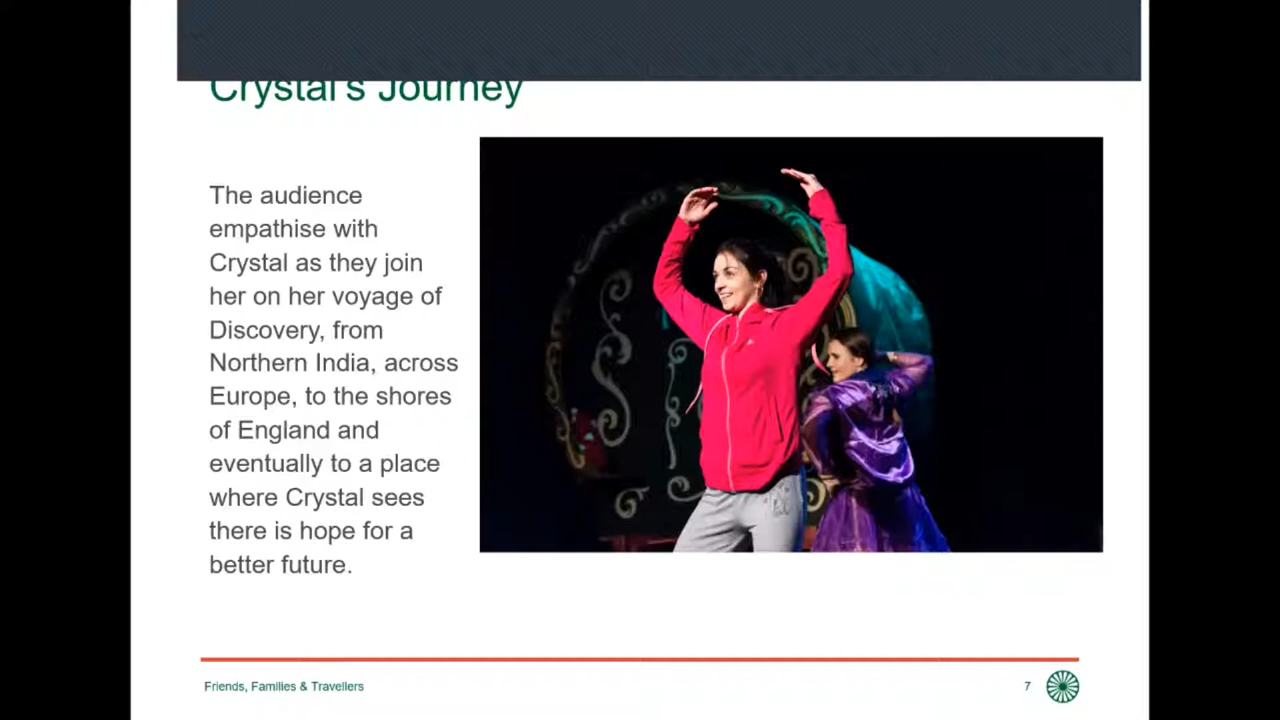 Crystal's Journey
The audience
empathise with
Crystal as they join
her on her voyage of
Discovery, from
Northern India, across
Europe, to the shores
of England and
eventually to a place
where Crystal sees
there is hope for a
better future.
Friends, Families & Travellers
7